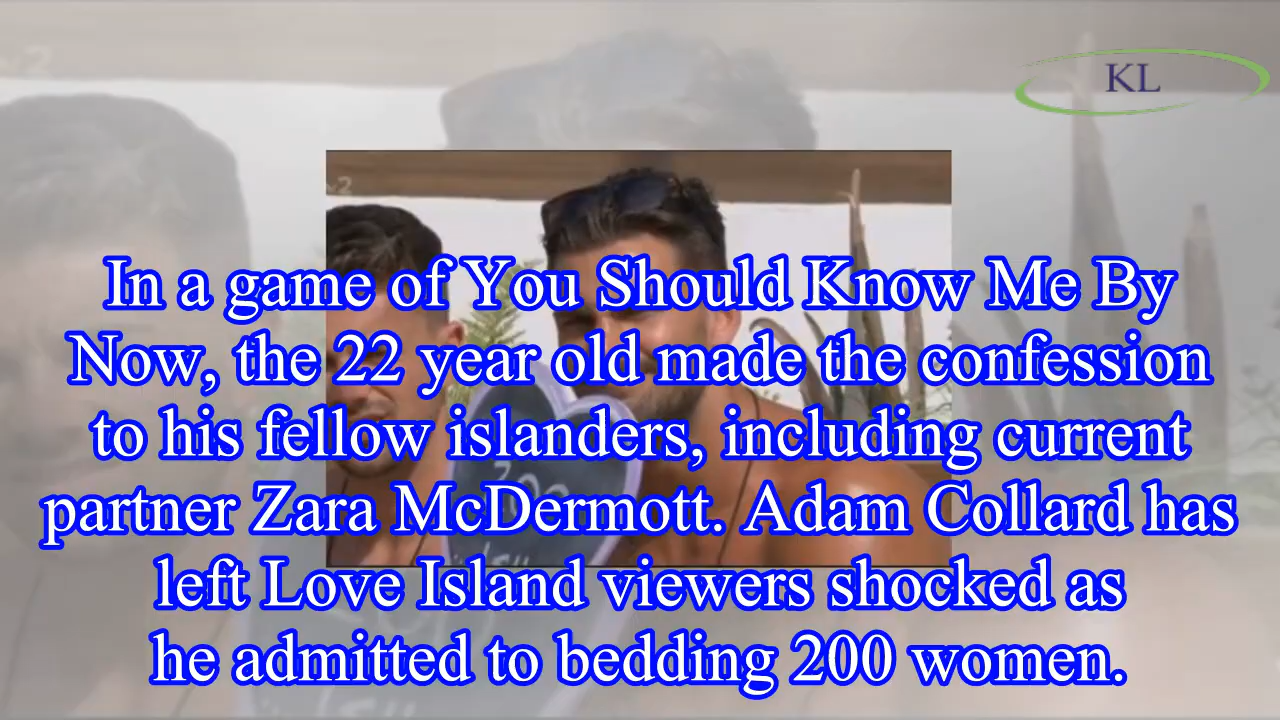 KL
In a game of You Should Know Me By
Now, the 22 year old made the confession
to his fellow islanders, including current
partner Zara McDermott. Adam Collard has
left Love Island viewers shocked as
he admitted to bedding 200 women.